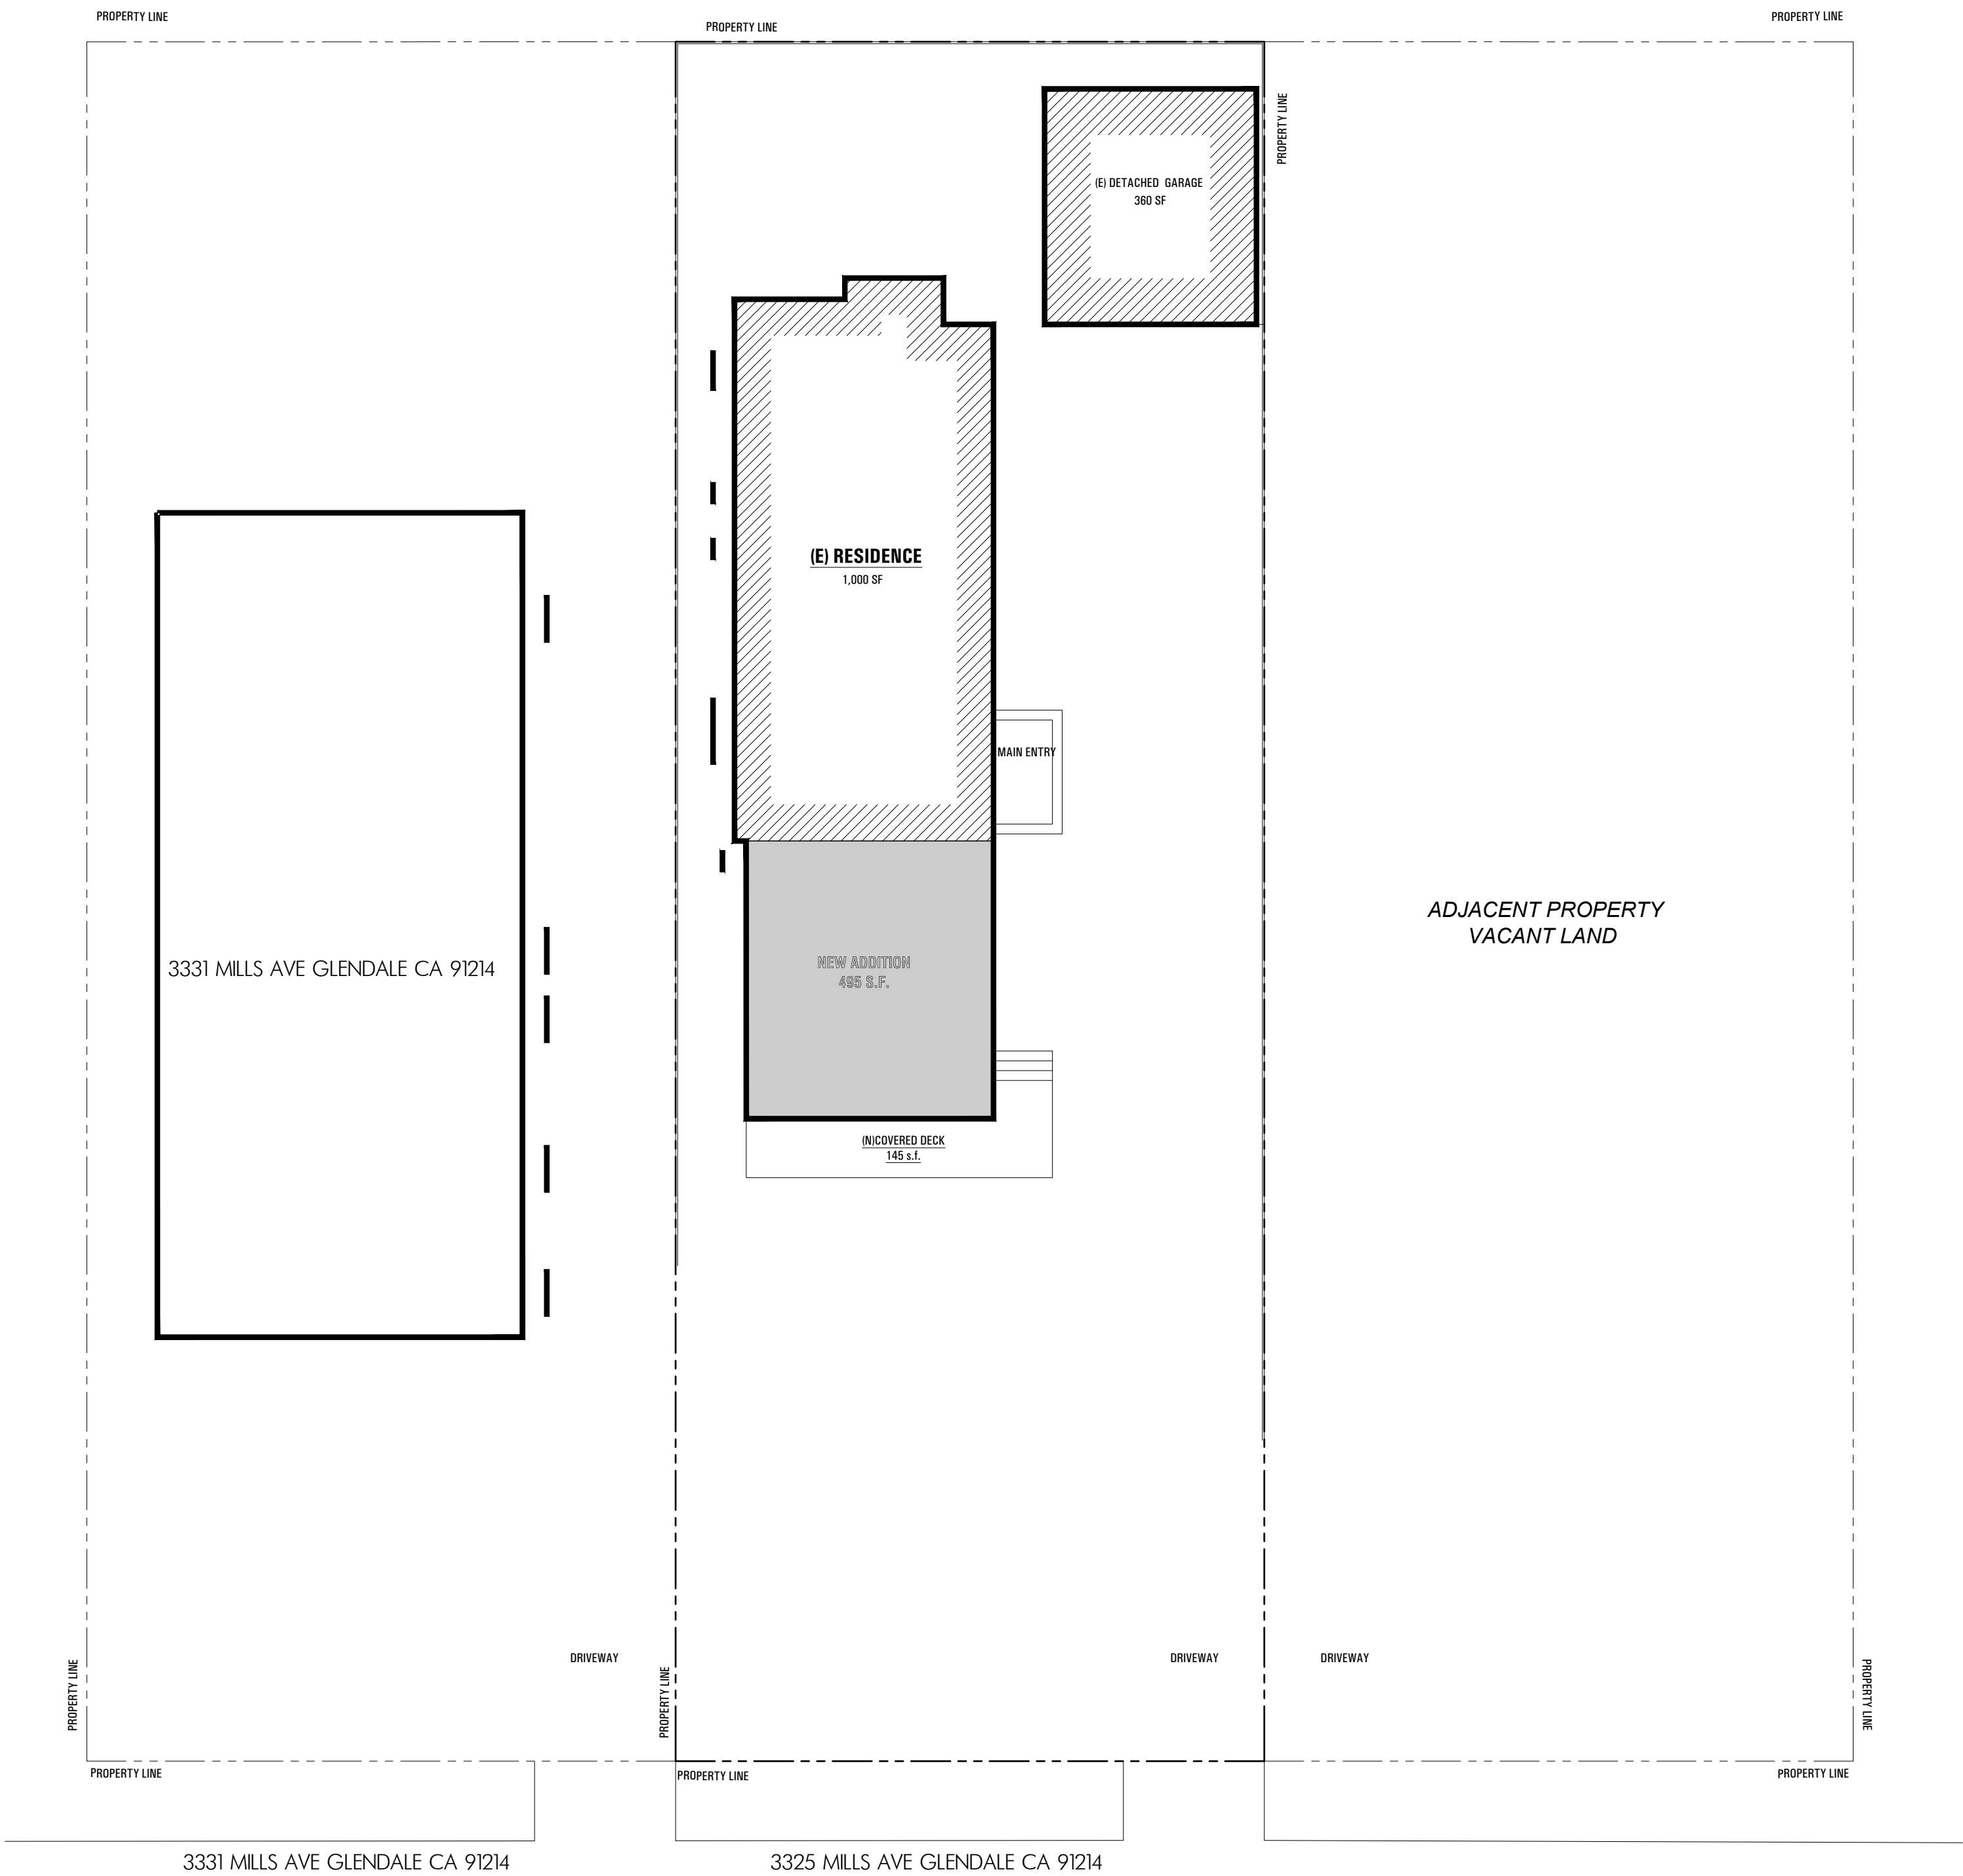 PROPERTY LINE
PROPERTY LINE
PROPERTY LINE
PROPERTY LINE
(E) DETACHED GARAGE
360 SF
(E) RESIDENCE
1,000 SF
MAIN ENTRY
ADJACENT PROPERTY
VACANT LAND
3331 MILLS AVE GLENDALE CA 91214
NEW ADDITION
495 S.F.
(N)COVERED DECK
145 s.f.
DRIVEWAY
DRIVEWAY
DRIVEWAY
PROPERTY LINE
PROPERTY LINE
PROPERTY LINE
PROPERTY LINE
PROPERTY LINE
PROPERTY LINE
3331 MILLS AVE GLENDALE CA 91214
3325 MILLS AVE GLENDALE CA 91214